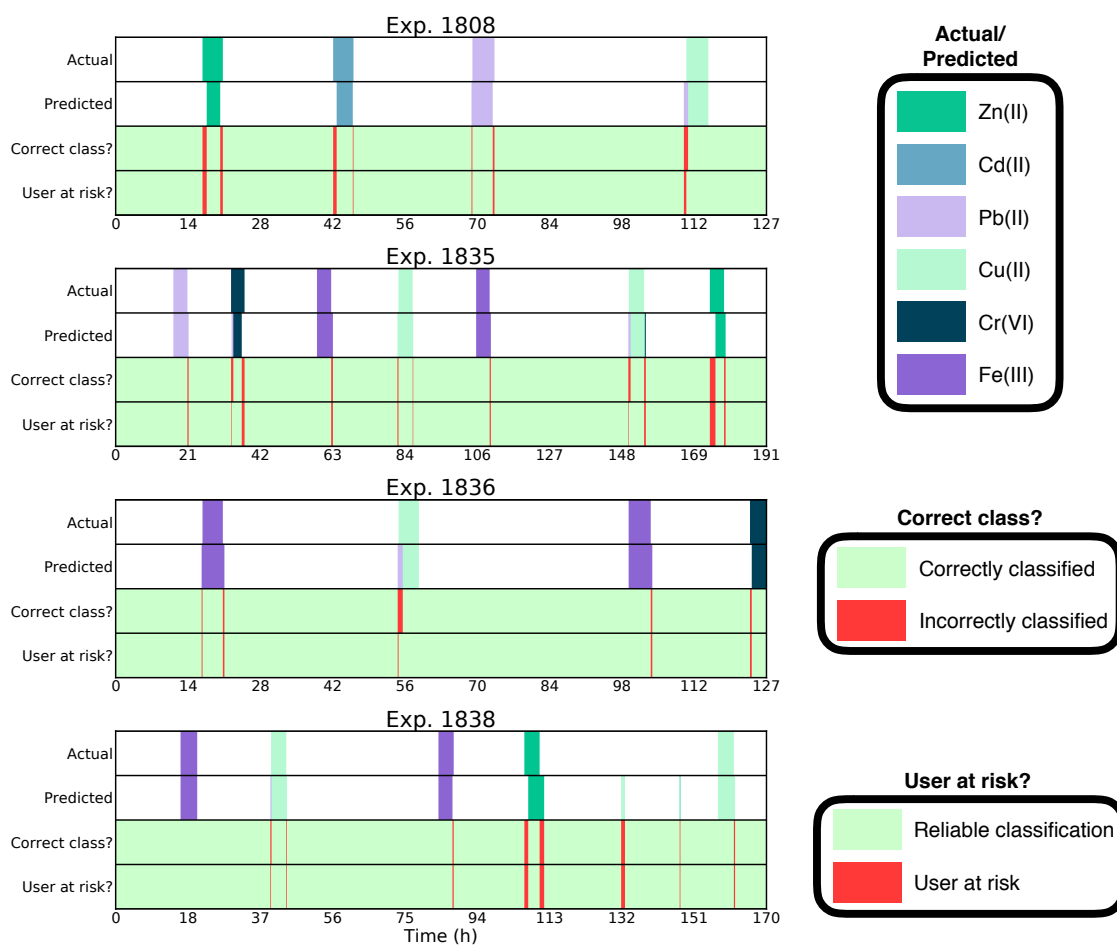 Exp. 1808
Actual
Predicted
Correct class?
User at risk?
0 14 28 42 56 70 84 98 112 127
Exp. 1835
Actual
Predicted
Correct class?
User at risk?
0 21 42 63 84 106 127 148 169 191
Exp. 1836
Actual
Predicted
Correct class?
User at risk?
0 14 28 42 56 70 84 98 112 127
Exp. 1838
Actual
Predicted
Correct class?
User at risk?
0 18 37 56 75 94 113 132 151 170
Time (h)
Actual/
Predicted
Zn(II)
Cd(II)
Pb(II)
Cu(II)
Cr(VI)
Fe(III)
Correct class?
Correctly classified
Incorrectly classified
User at risk?
Reliable classification
User at risk